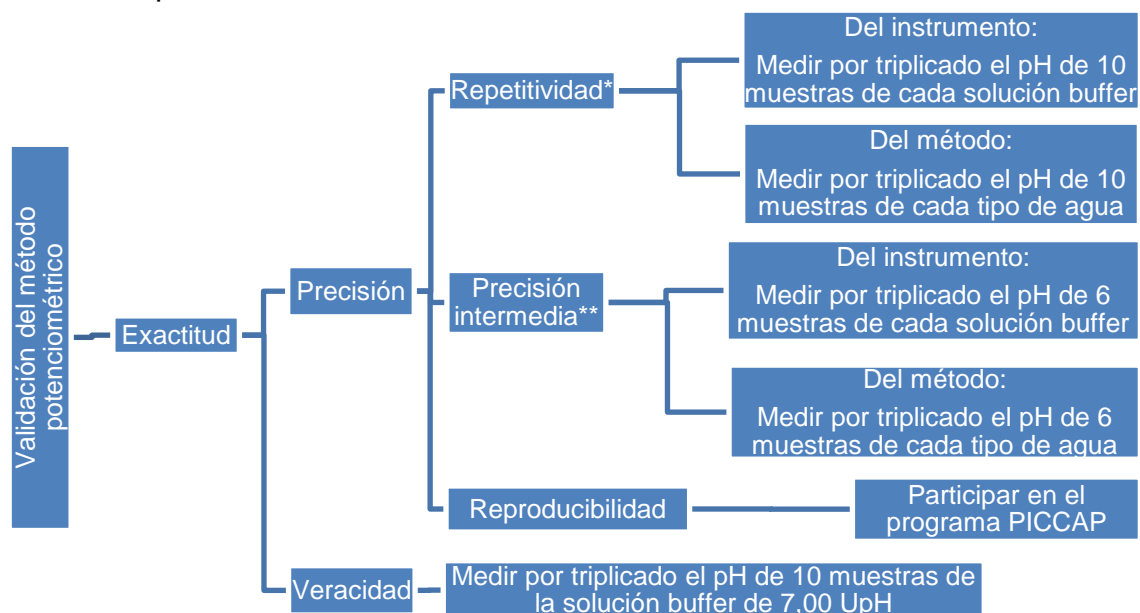 Validación del método
potenciométrico
Exactitud
Precisión
Repetitividad*
Del instrumento:
Medir por triplicado el pH de 10
muestras de cada solución buffer
Del método:
Medir por triplicado el pH de 10
muestras de cada tipo de agua
Precisión
intermedia**
Del instrumento:
Medir por triplicado el pH de 6
muestras de cada solución buffer
Del método:
Medir por triplicado el pH de 6
muestras de cada tipo de agua
Reproducibilidad
Participar en el
programa PICCAP
Veracidad
Medir por triplicado el pH de 10 muestras de
la solución buffer de 7,00 UpH